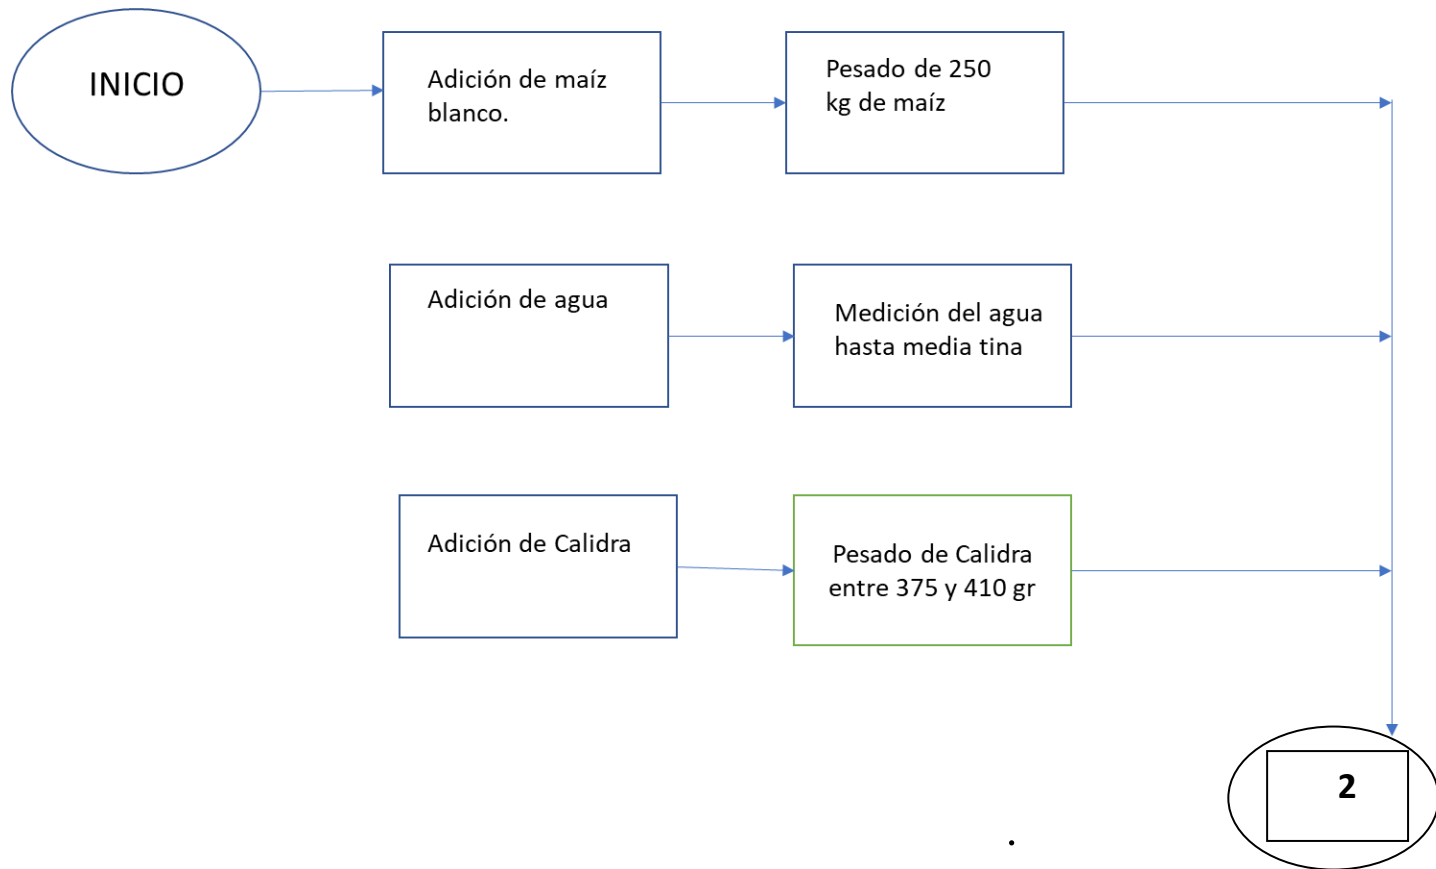 INICIO
Adición de maíz
blanco.
Pesado de 250
kg de maíz
Adición de agua
Medición del agua
hasta media tina
Adición de Calidra
Pesado de Calidra
entre 375 y 410 gr
2
.